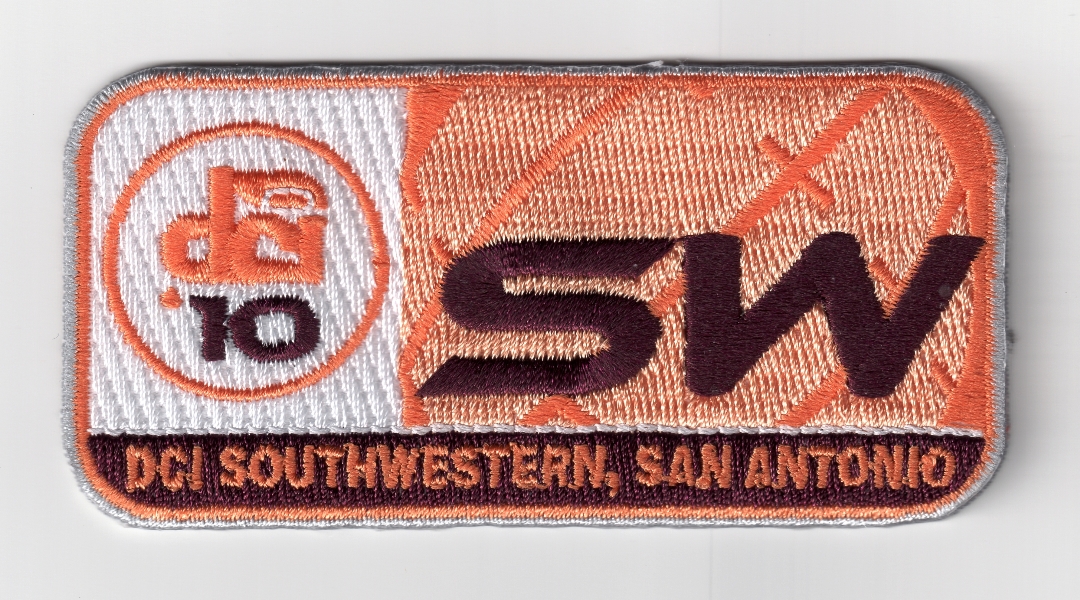 dci
'10
SW
DCI SOUTHWESTERN, SAN ANTONIO